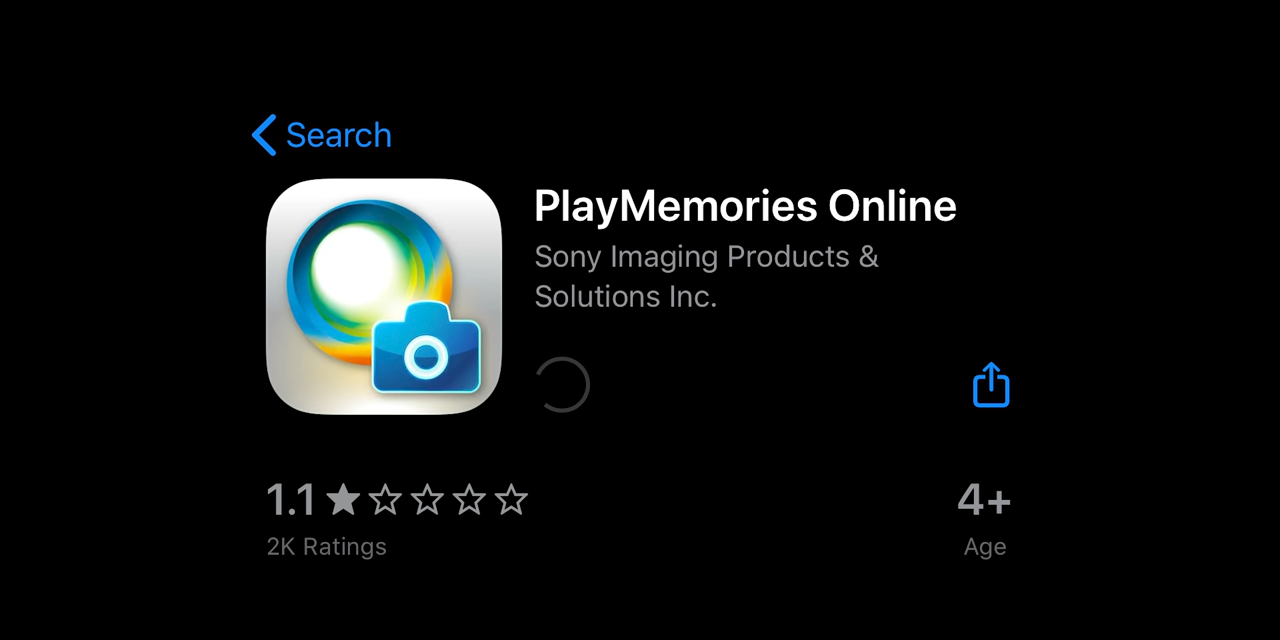 Search
PlayMemories Online
Sony Imaging Products &
Solutions Inc.
1.1
4+
2K Ratings
Age